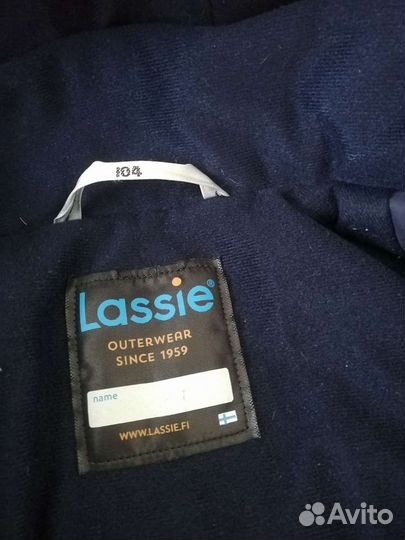 104
Lassie®
OUTERWEAR
SINCE 1959
name
WWW.LASSIE.FI
Avito